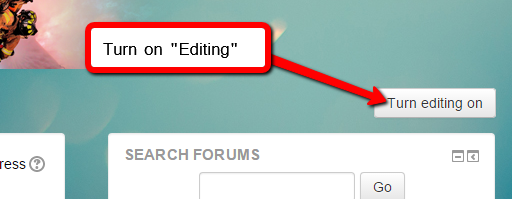 Turn on "Editing"
Turn editing on
SEARCH FORUMS
ress
Go